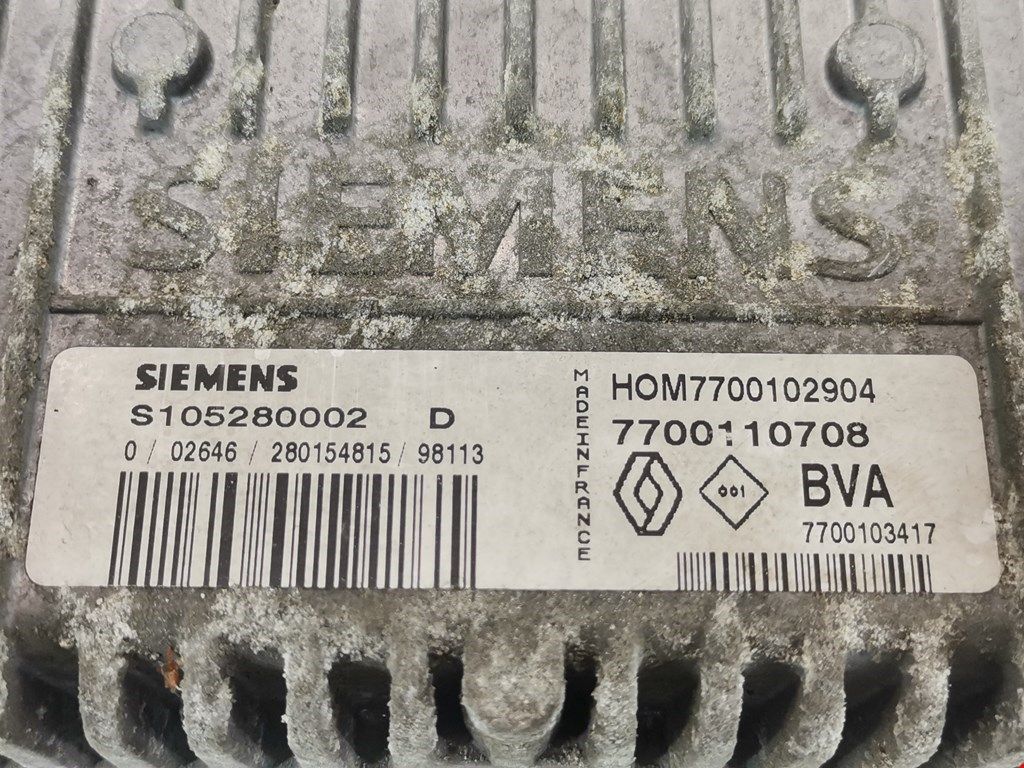 SIEMENS
SIEMENS
S105280002 D
0 / 02646 / 280154815 / 98113
MADEINFRANCE
HOM7700102904
7700110708
001
BVA
7700103417